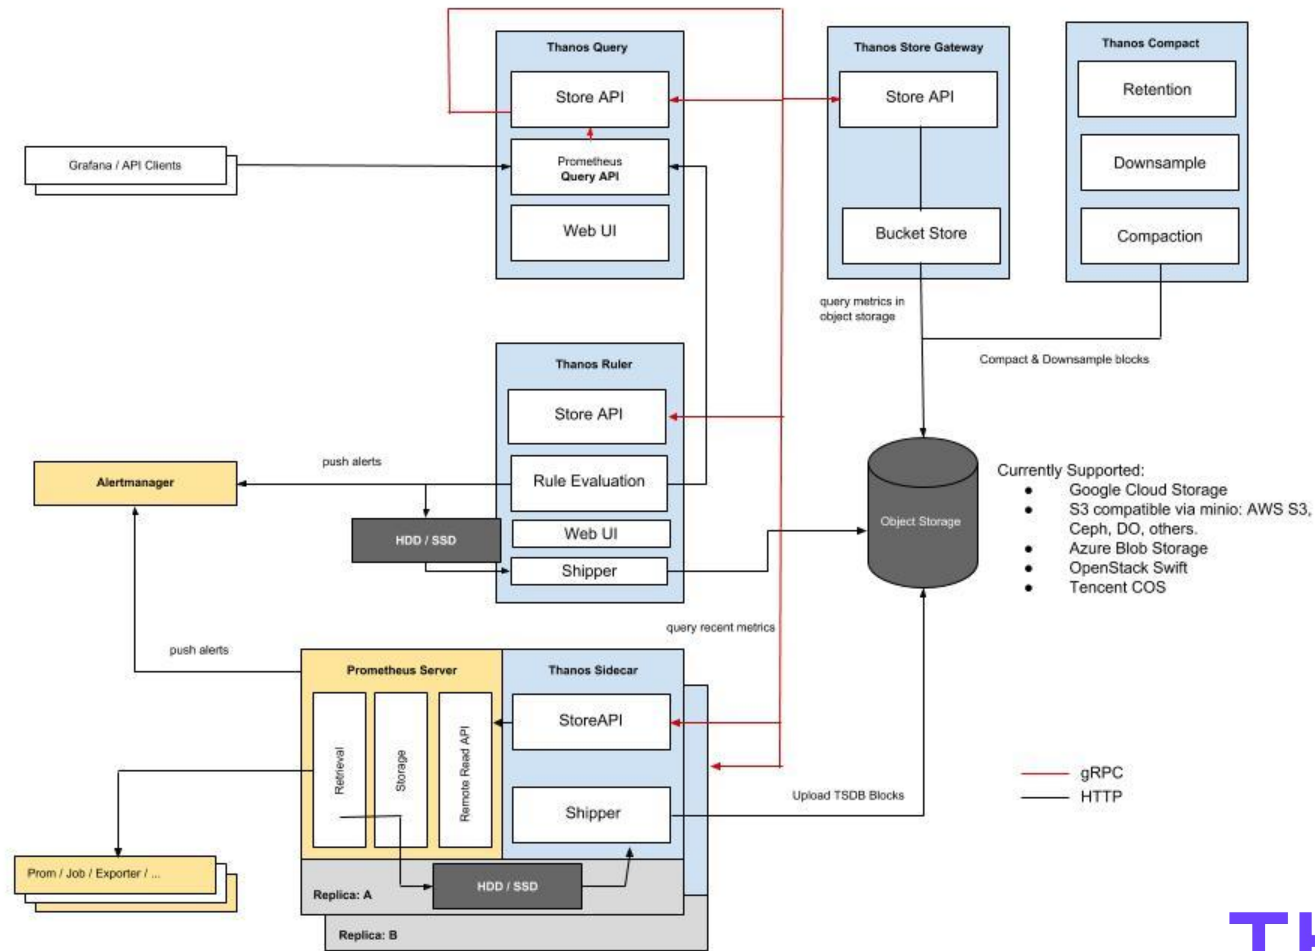 Thanos Query
Store API
Prometheus
Query API
Web UI
Thanos Store Gateway
Store API
Bucket Store
Thanos Compact
Retention
Downsample
Compaction
Grafana / API Clients
query metrics in
object storage
Compact & Downsample blocks
Thanos Ruler
Store API
Rule Evaluation
Web UI
Shipper
push alerts
Alertmanager
HDD / SSD
Object Storage
Currently Supported:
● Google Cloud Storage
● S3 compatible via minio: AWS S3,
Ceph, DO, others.
● Azure Blob Storage
● OpenStack Swift
● Tencent COS
query recent metrics
push alerts
Prometheus Server
Retrieval
Storage
Remote Read API
Thanos Sidecar
StoreAPI
Shipper
Upload TSDB Blocks
gRPC
HTTP
Prom / Job / Exporter / ...
HDD / SSD
Replica: A
Replica: B